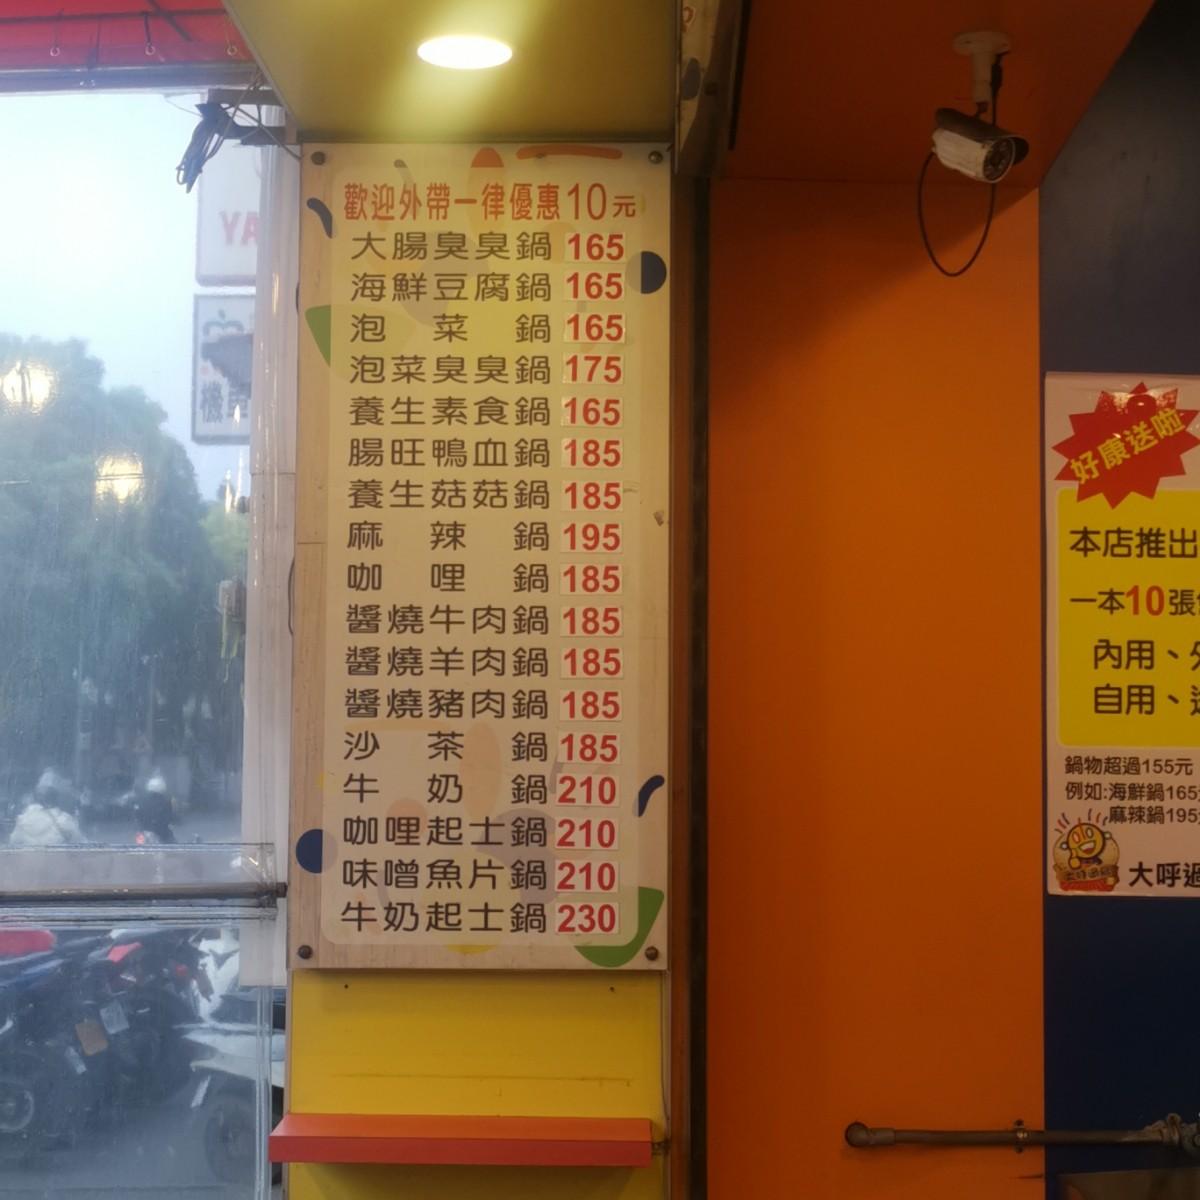 歡迎外帶一律優惠10元
大腸臭臭鍋 165
海鮮豆腐鍋 165
泡菜鍋 165
泡菜臭臭鍋 175
養生素食鍋 165
腸旺鴨血鍋 185
養生菇菇鍋 185
麻辣鍋 195
咖哩鍋 185
醬燒牛肉鍋 185
醬燒羊肉鍋 185
醬燒豬肉鍋 185
沙茶鍋 185
牛奶鍋 210
咖哩起士鍋 210
味噌魚片鍋 210
牛奶起士鍋 230
YA
好康送啦
本店推出
一本10張
內用、
自用、
鍋物超過155元
例如:海鮮鍋165
麻辣鍋195
大呼過